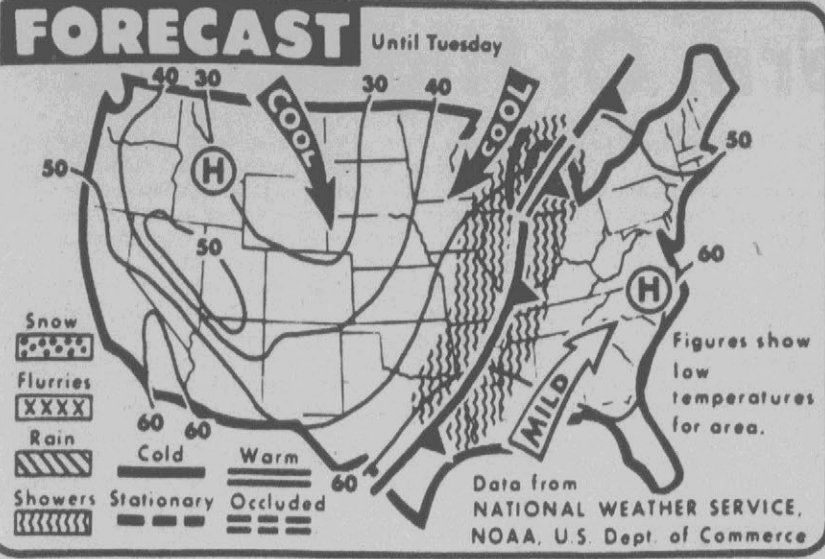 FORECAST
Until Tuesday
40 30
COOL
30
40
COOL
50
50
H
50
60
H
Snow
Flurries
XXXX
Rain
Showers
60 60
Cold
Warm
Stationary
Occluded
60
MILD
Figures show
low
temperatures
for area.
Data from
NATIONAL WEATHER SERVICE,
NOAA, U.S. Dept. of Commerce